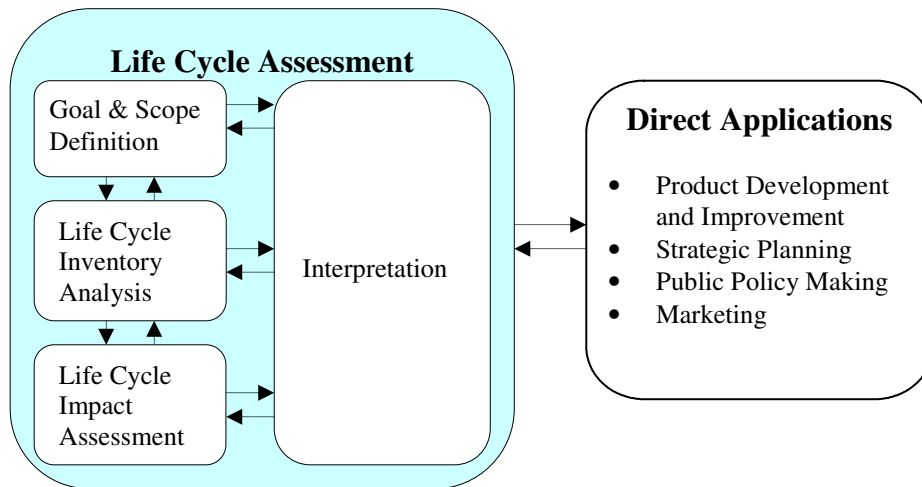 Life Cycle Assessment
Goal & Scope
Definition
Life Cycle
Inventory
Analysis
Life Cycle
Impact
Assessment
Interpretation
Direct Applications
• Product Development
and Improvement
• Strategic Planning
• Public Policy Making
• Marketing